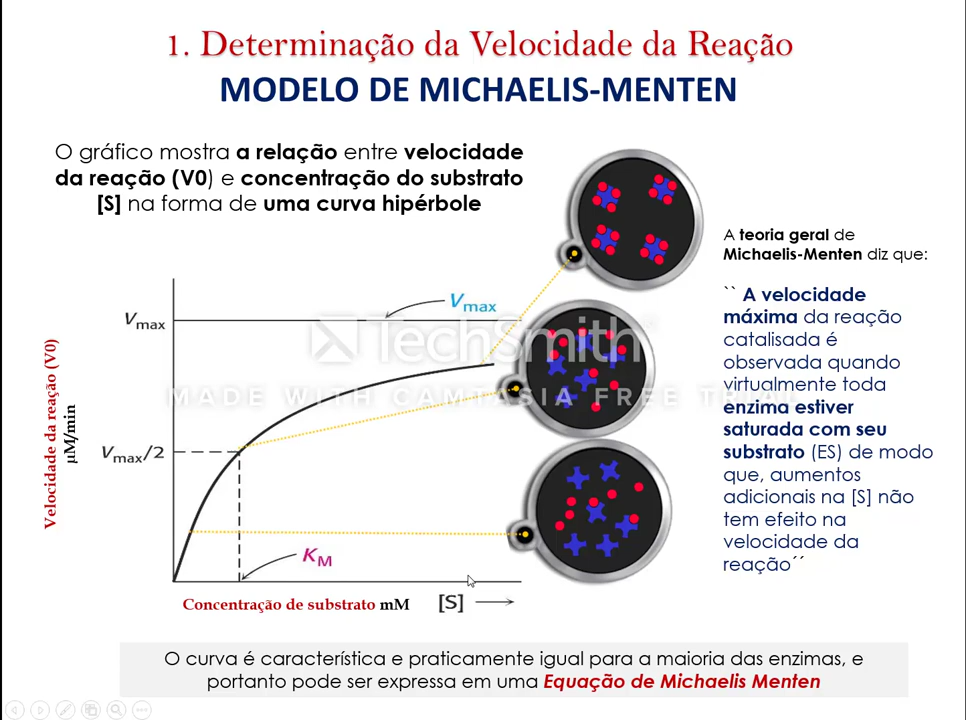 1. Determinação da Velocidade da Reação
MODELO DE MICHAELIS-MENTEN
O gráfico mostra a relação entre velocidade
da reação (V0) e concentração do substrato
[S] na forma de uma curva hipérbole
A teoria geral de
Michaelis-Menten diz que:
`` A velocidade
máxima da reação
catalisada é
observada quando
virtualmente toda
enzima estiver
saturada com seu
substrato (ES) de modo
que, aumentos
adicionais na [S] não
tem efeito na
velocidade da
reação´´
Vmax
Vmax
Vmax/2
KM
Velocidade da reação (V0)
μM/min
Concentração de substrato mM
[S]
TechSmith
MADE WITH CAMTASIA FREE TRIAL
O curva é característica e praticamente igual para a maioria das enzimas, e
portanto pode ser expressa em uma Equação de Michaelis Menten